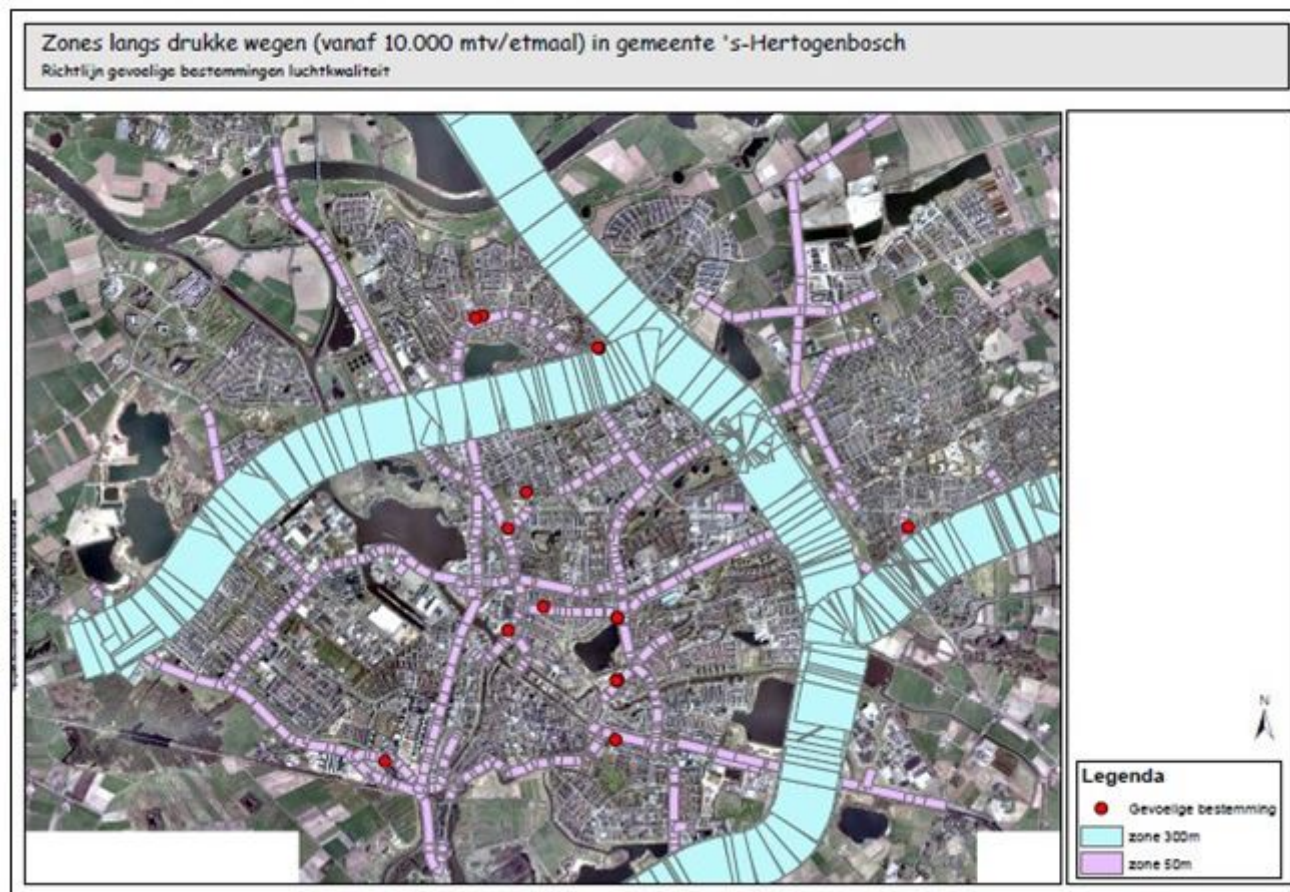 Zones langs drukke wegen (vanaf 10.000 mtv/etmaal) in gemeente 's-Hertogenbosch
Richtlijn gevoelige bestemmingen luchtkwaliteit
N
Legenda
Gevoelige bestemming
zone 300m
zone 50m